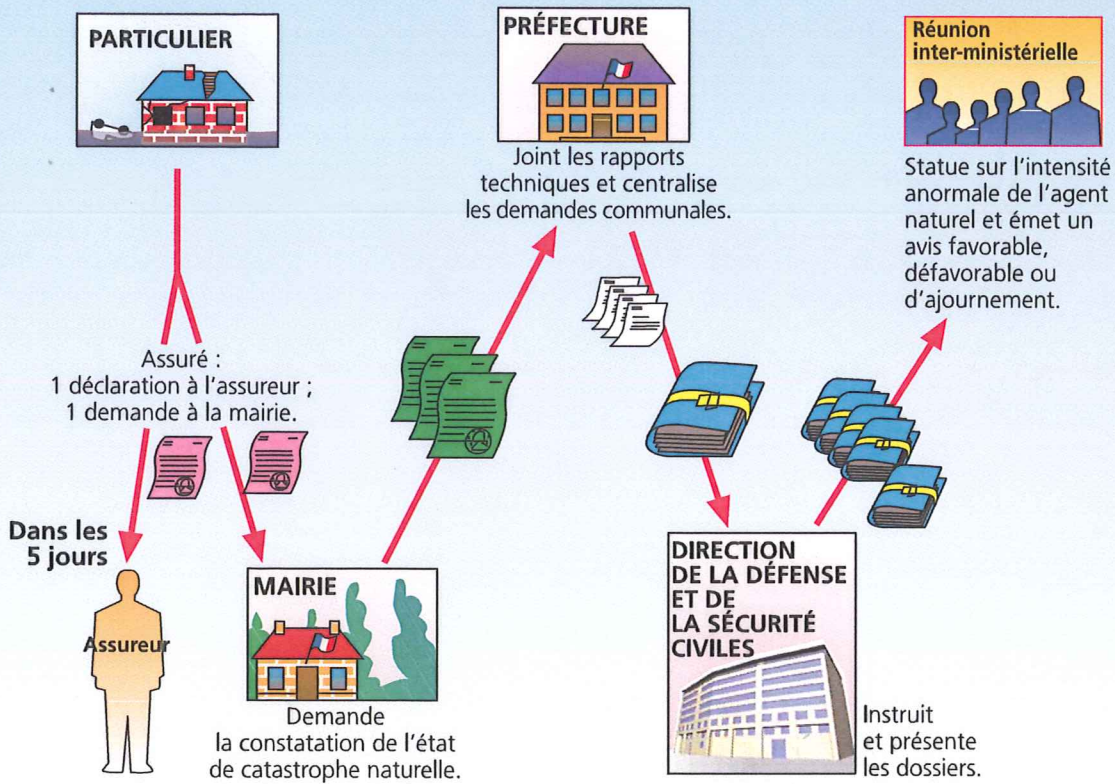 PARTICULIER
Assuré :
1 déclaration à l'assureur ;
1 demande à la mairie.
Dans les
5 jours
Assureur
MAIRIE
Demande
la constatation de l'état
de catastrophe naturelle.
PRÉFECTURE
Joint les rapports
techniques et centralise
les demandes communales.
DIRECTION
DE LA DÉFENSE
ET DE
LA SÉCURITÉ
CIVILES
Instruit
et présente
les dossiers.
Réunion
inter-ministérielle
Statue sur l'intensité
anormale de l'agent
naturel et émet un
avis favorable,
défavorable ou
d'ajournement.